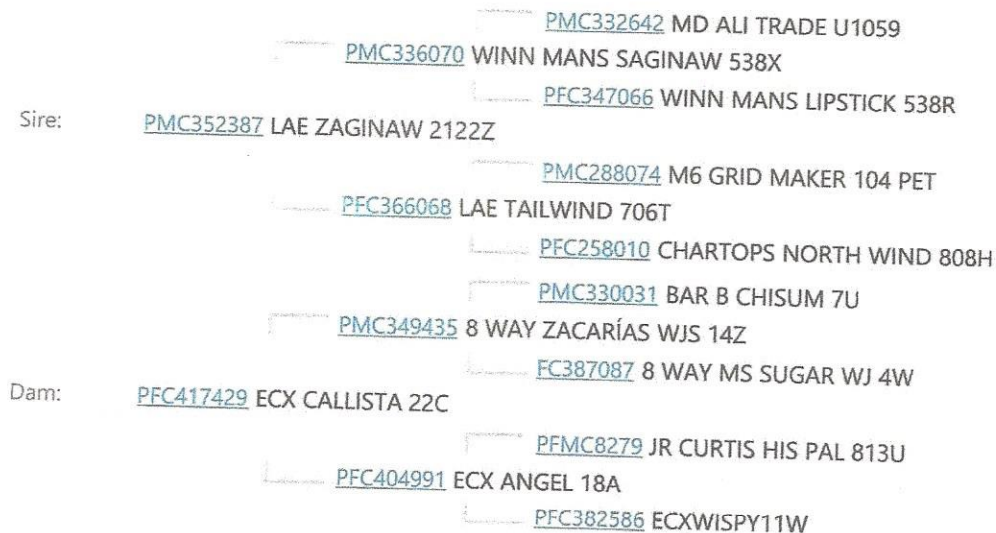 PMC332642 MD ALI TRADE U1059
PMC336070 WINN MANS SAGINAW 538X
PFC347066 WINN MANS LIPSTICK 538R
Sire: PMC352387 LAE ZAGINAW 2122Z
PMC288074 M6 GRID MAKER 104 PET
PFC366068 LAE TAILWIND 706T
PFC258010 CHARTOPS NORTH WIND 808H
PMC330031 BAR B CHISUM 7U
PMC349435 8 WAY ZACARÍAS WJS 14Z
FC387087 8 WAY MS SUGAR WJ 4W
Dam: PFC417429 ECX CALLISTA 22C
PFMC8279 JR CURTIS HIS PAL 813U
PFC404991 ECX ANGEL 18A
PFC382586 ECXWISPY11W